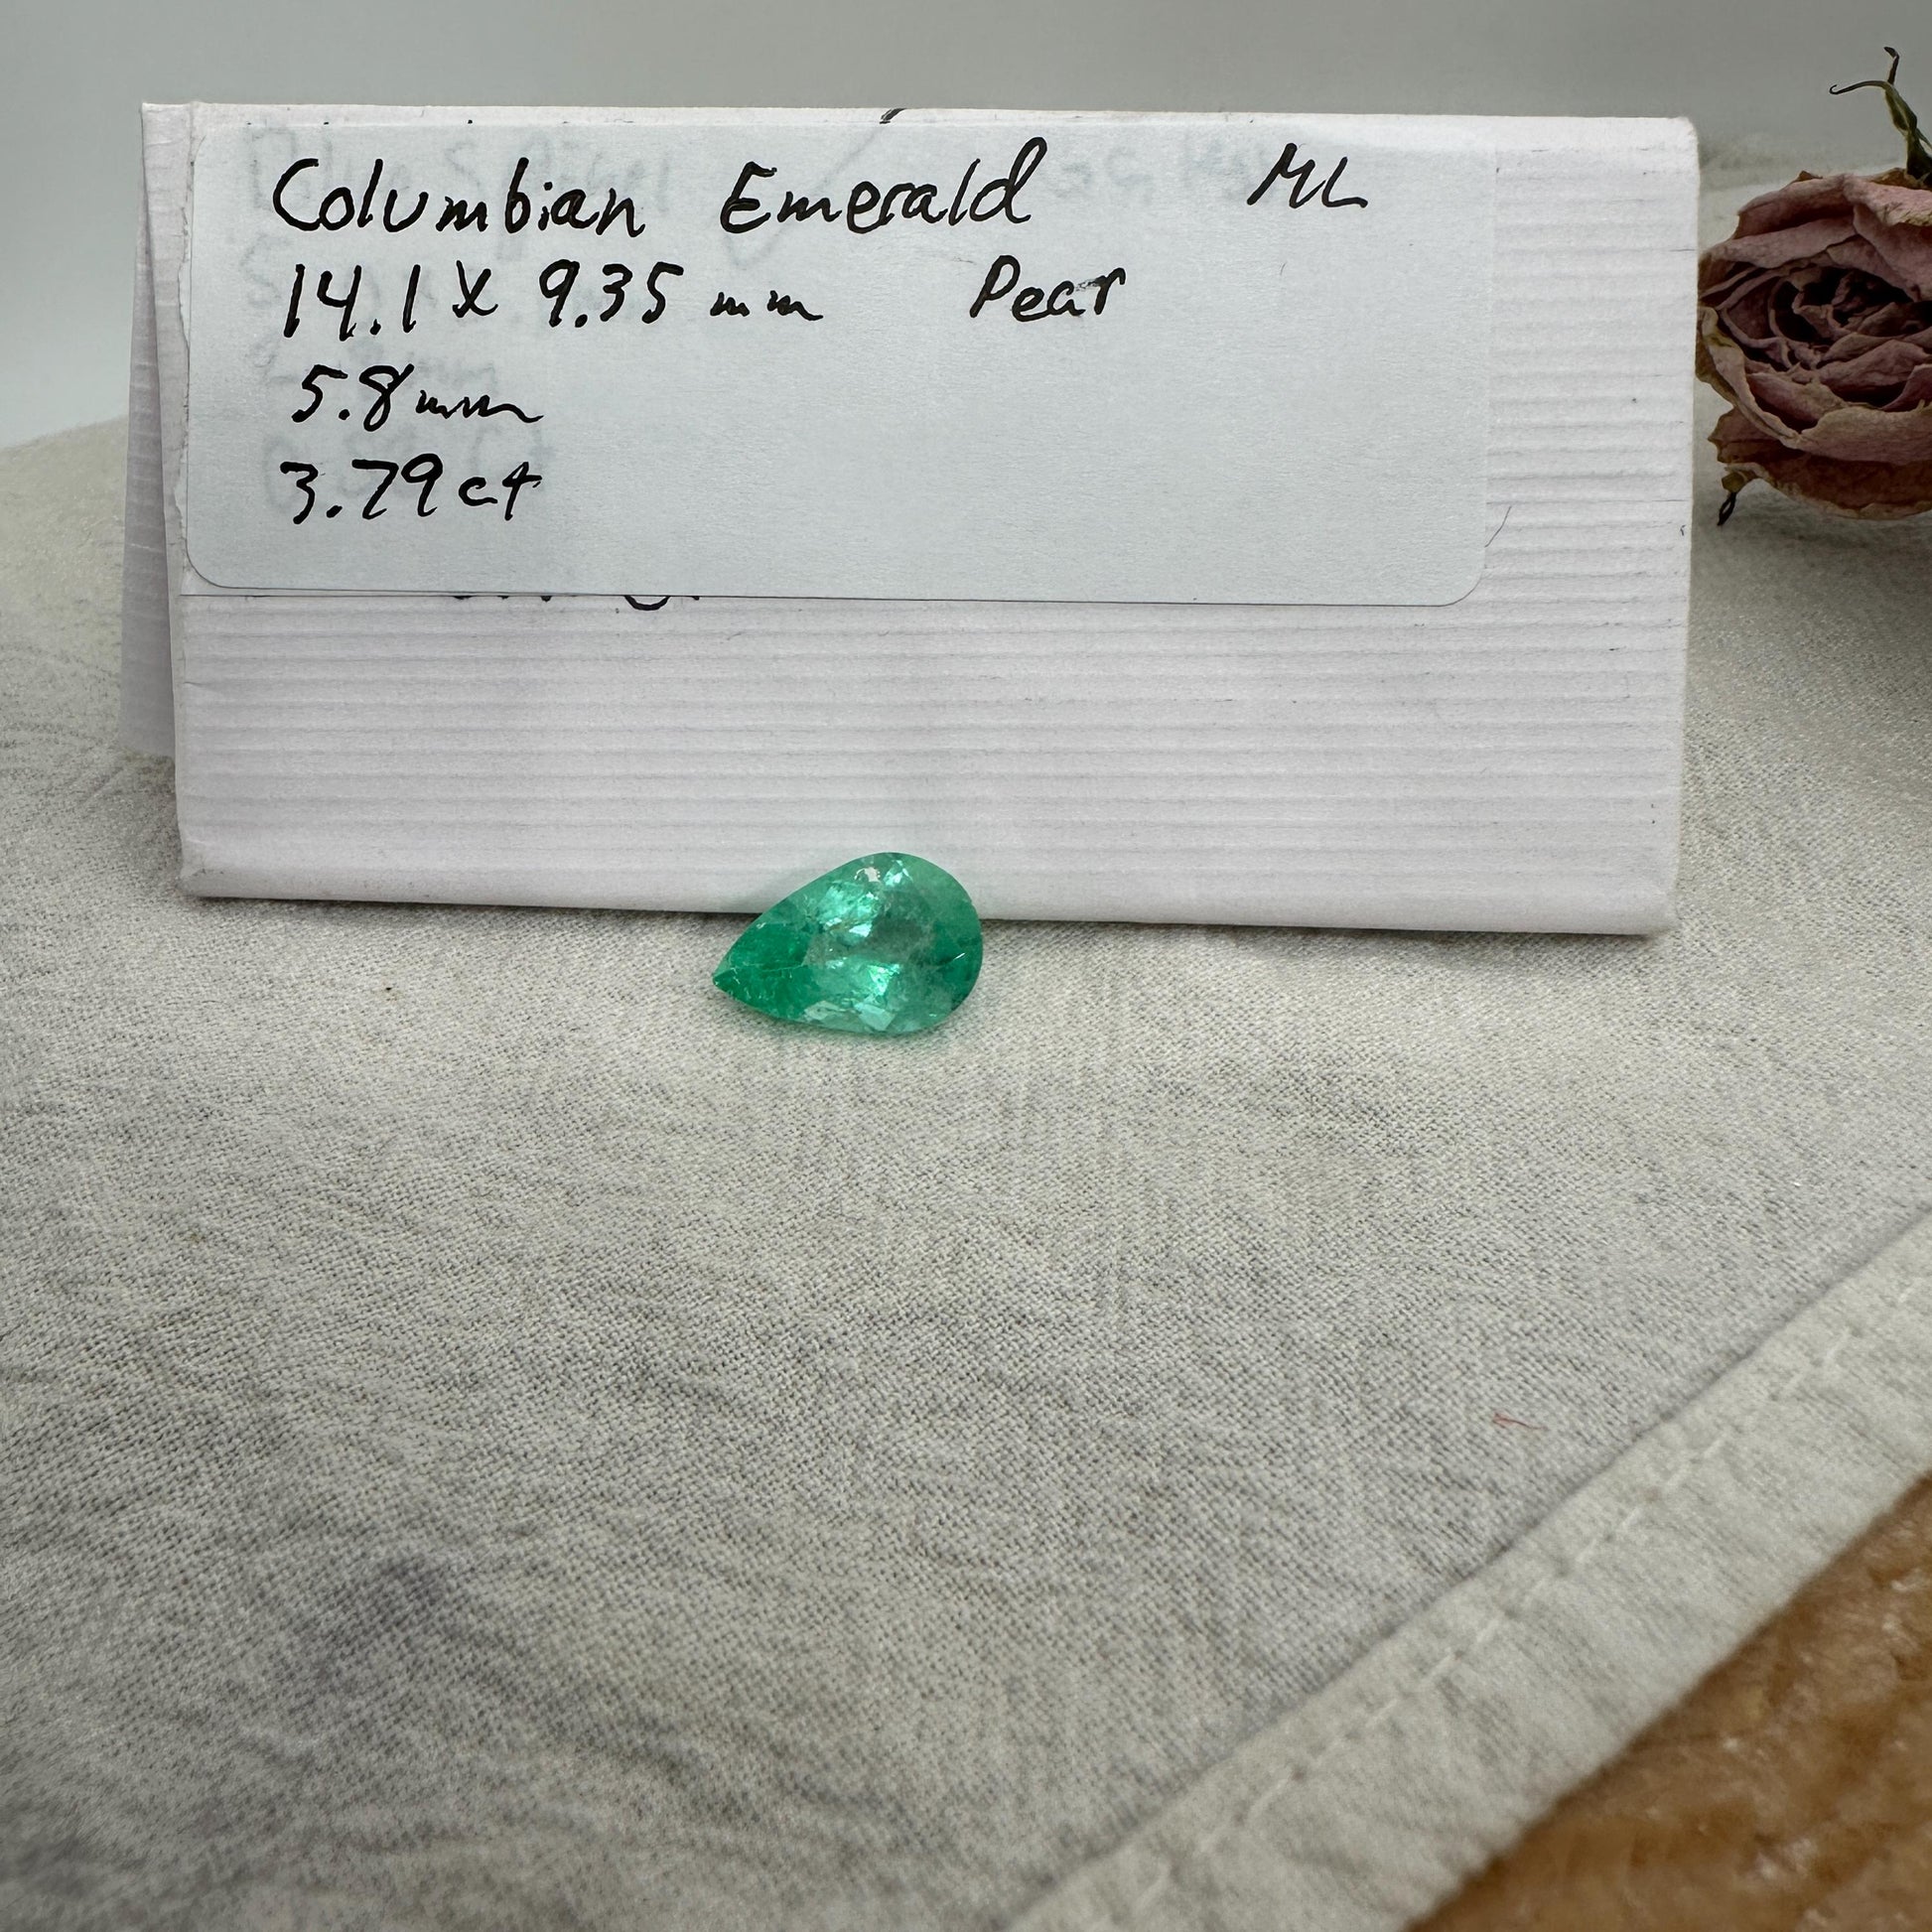 Columbian Emerald ML
14.1 x 9.35 mm Pear
5.8mm
3.79ct